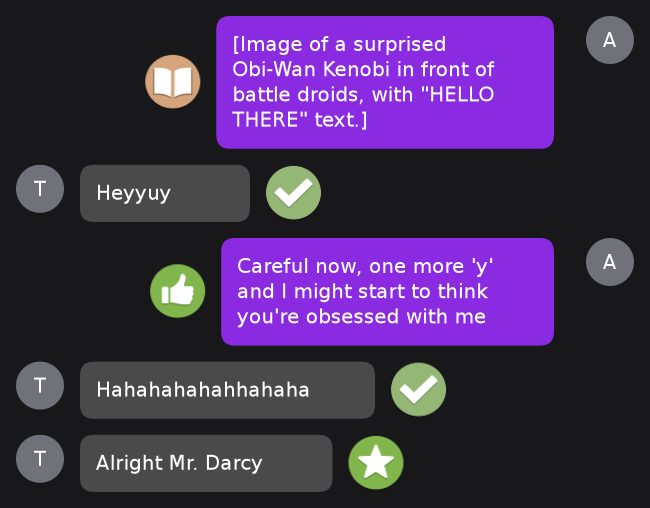 [Image of a surprised
Obi-Wan Kenobi in front of
battle droids, with "HELLO
THERE" text.]
A
T
Heyyuy
Careful now, one more 'y'
and I might start to think
you're obsessed with me
A
T
Hahahahahahhahaha
T
Alright Mr. Darcy